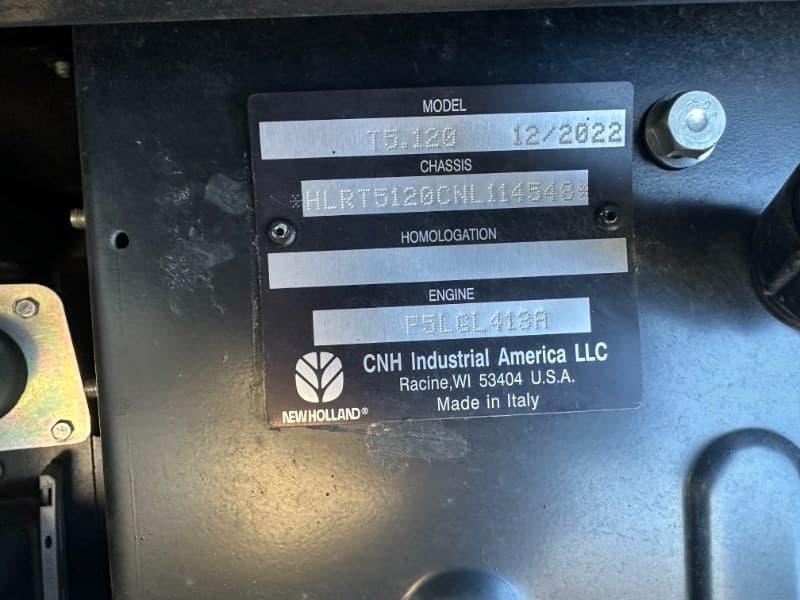 MODEL
T5.120 12/2022
CHASSIS
*HLRT5120CNL114548*
HOMOLOGATION
ENGINE
F5LGL413A
CNH Industrial America LLC
Racine,WI 53404 U.S.A.
Made in Italy
NEW HOLLAND®